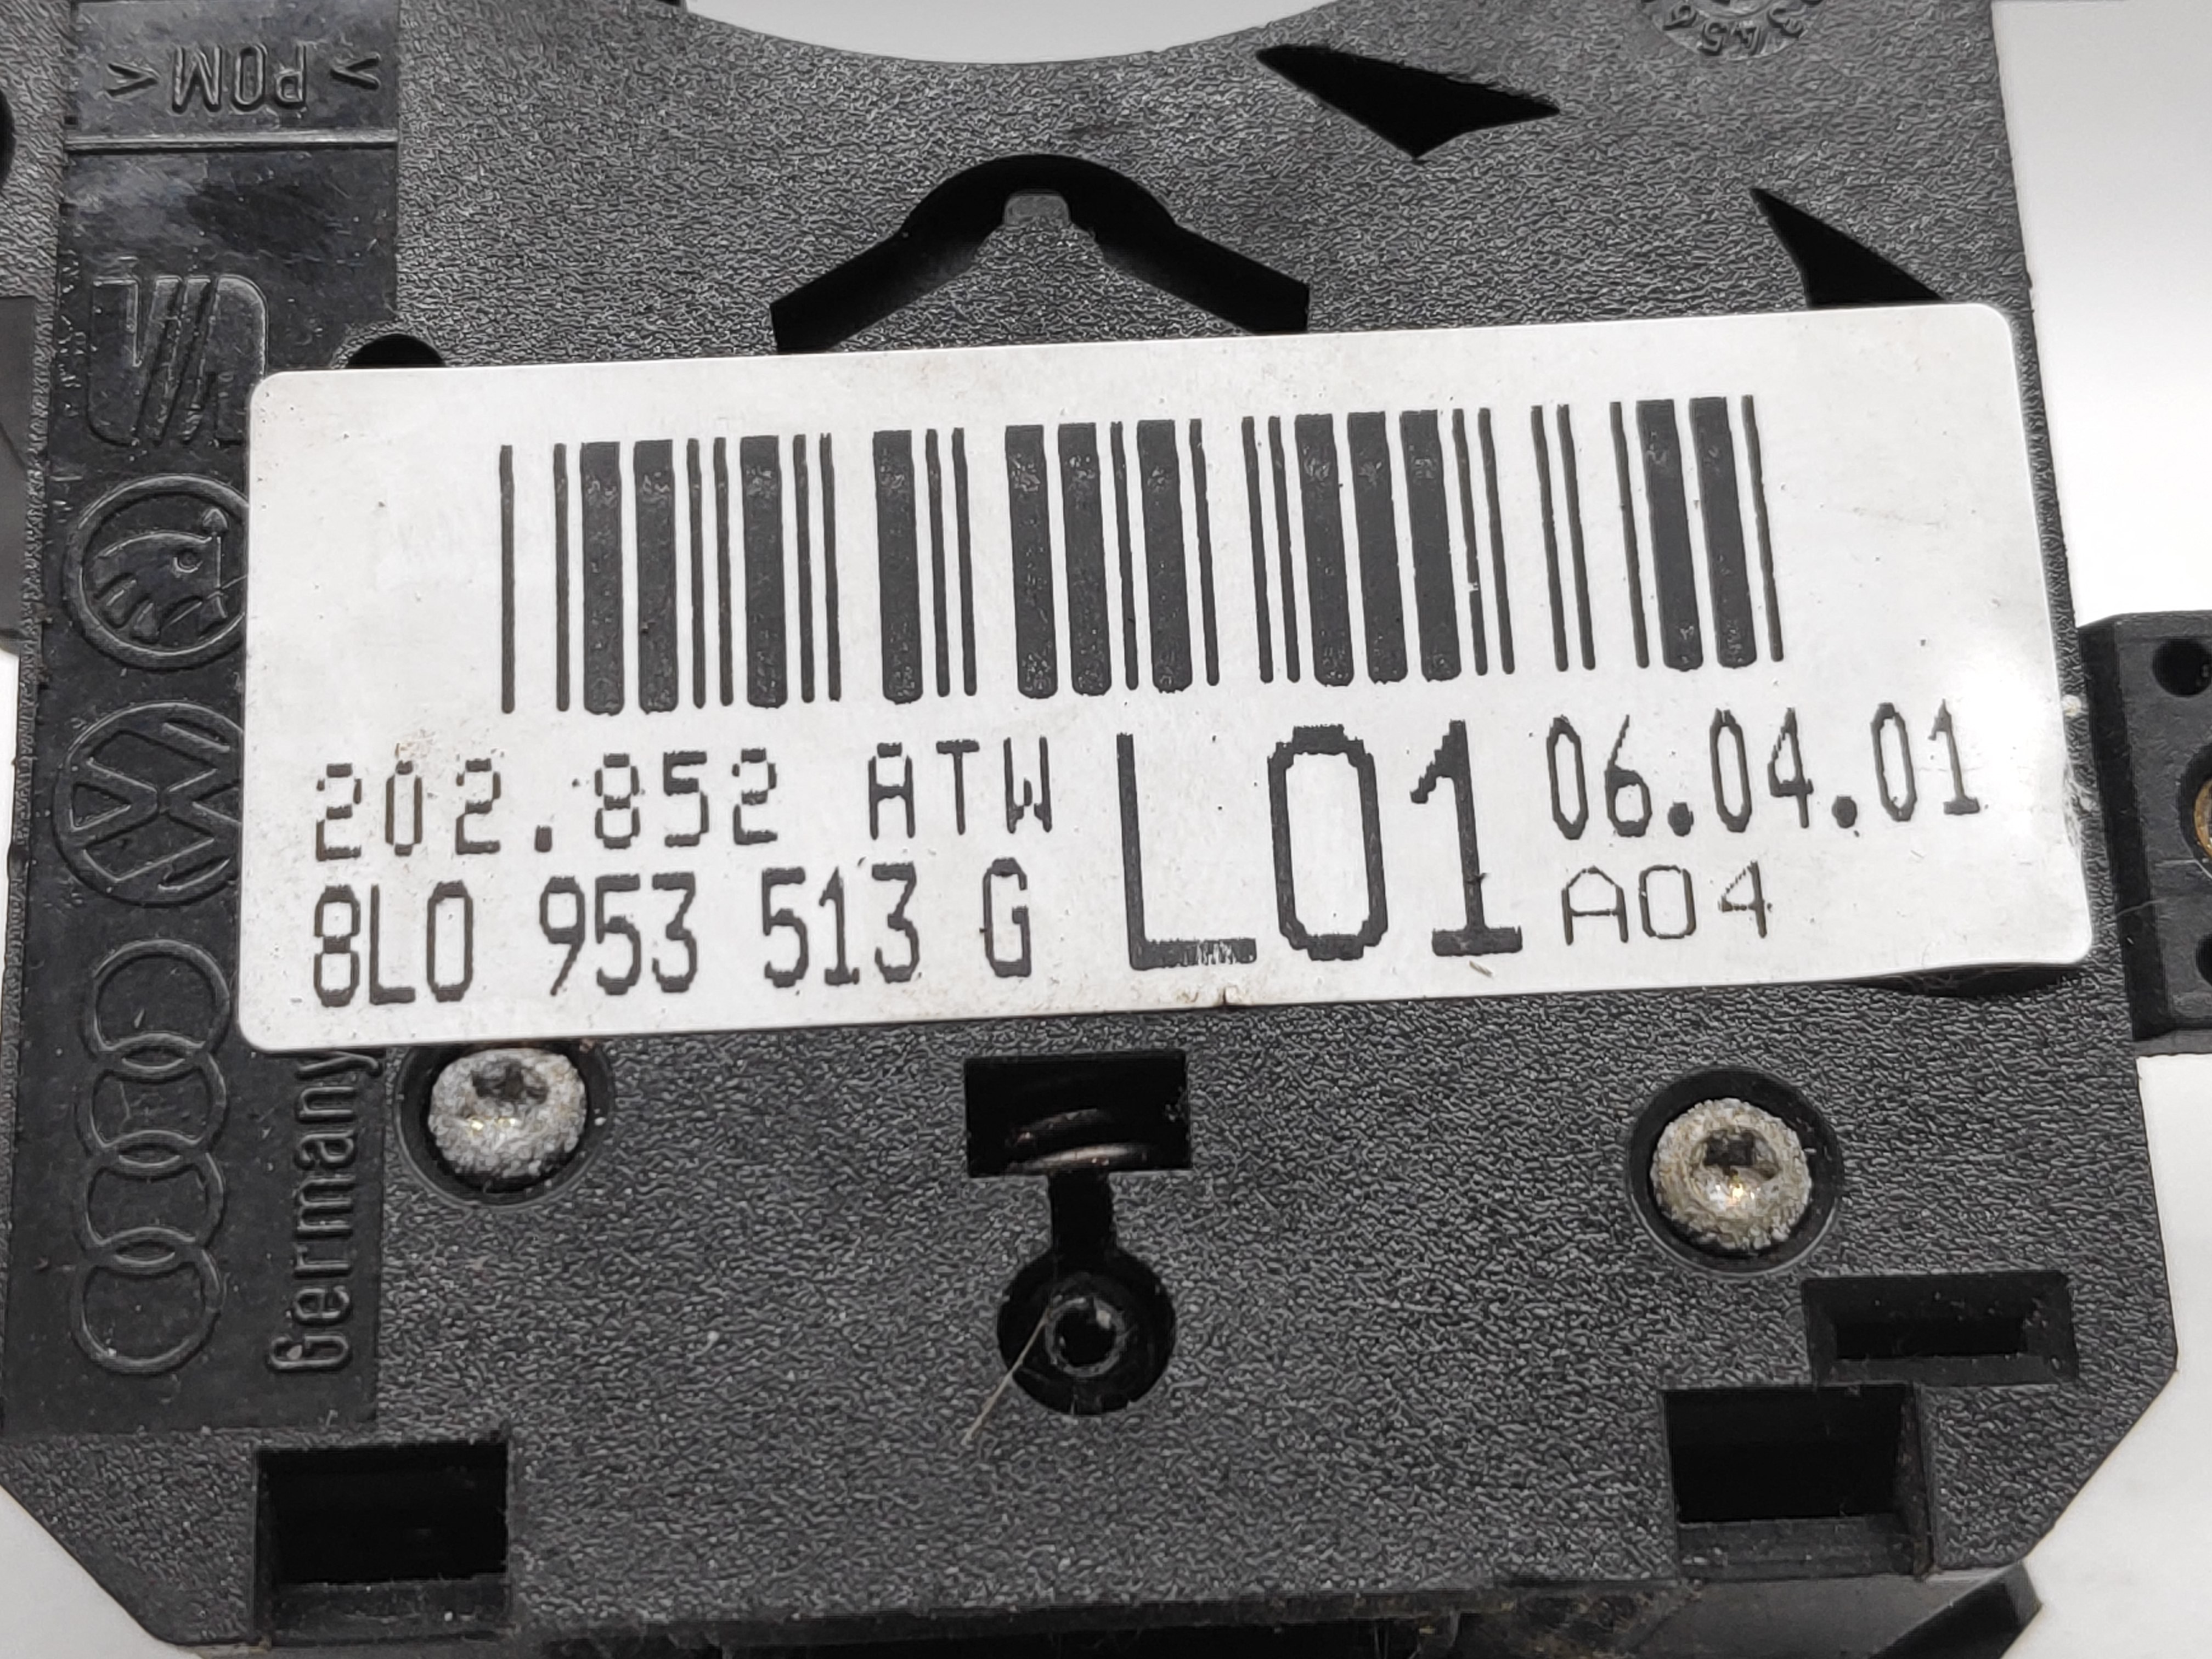 >POM<
202.852 ATW
8L0 953 513 G
L01
06.04.01
A04
Germany